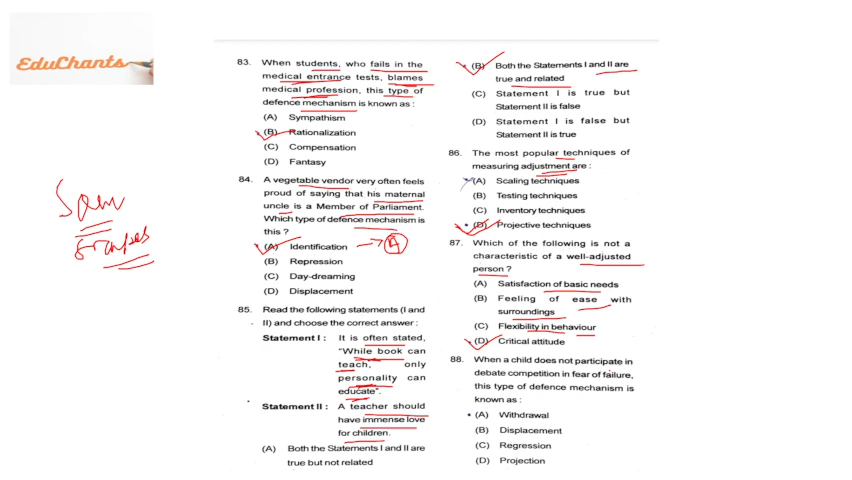 EduChants
83. When students, who fails in the
medical entrance tests, blames
medical profession, this type of
defence mechanism is known as :
(A) Sympathism
(B) Rationalization
(C) Compensation
(D) Fantasy
84. A vegetable vendor very often feels
proud of saying that his maternal
uncle is a Member of Parliament.
Which type of defence mechanism is
this ?
(A) Identification → A
(B) Repression
(C) Day-dreaming
(D) Displacement
85. Read the following statements (I and
II) and choose the correct answer :
Statement I : It is often stated,
"While book can
teach, only
personality can
educate".
Statement II : A teacher should
have immense love
for children.
(A) Both the Statements I and II are
true but not related
(B) Both the Statements I and II are
true and related
(C) Statement I is true but
Statement II is false
(D) Statement I is false but
Statement II is true
86. The most popular techniques of
measuring adjustment are :
(A) Scaling techniques
(B) Testing techniques
(C) Inventory techniques
(D) Projective techniques
87. Which of the following is not a
characteristic of a well-adjusted
person ?
(A) Satisfaction of basic needs
(B) Feeling of ease with
surroundings
(C) Flexibility in behaviour
(D) Critical attitude
88. When a child does not participate in
debate competition in fear of failure,
this type of defence mechanism is
known as :
(A) Withdrawal
(B) Displacement
(C) Regression
(D) Projection
grapes